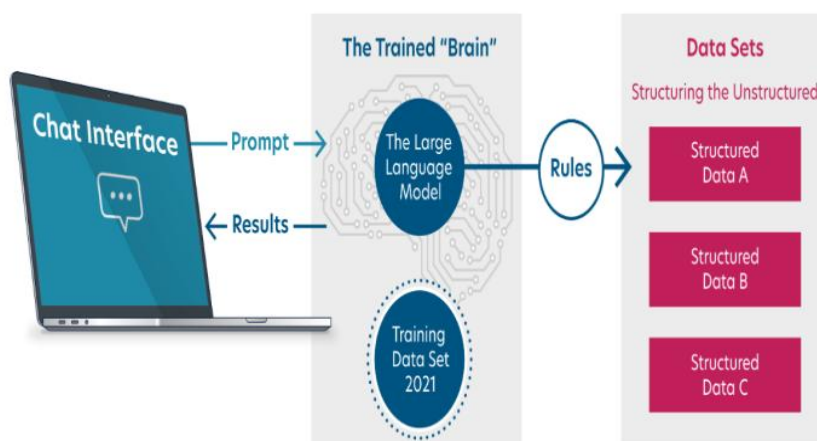 Chat Interface
Prompt
Results
The Trained “Brain”
The Large
Language
Model
Training
Data Set
2021
Rules
Data Sets
Structuring the Unstructured
Structured
Data A
Structured
Data B
Structured
Data C